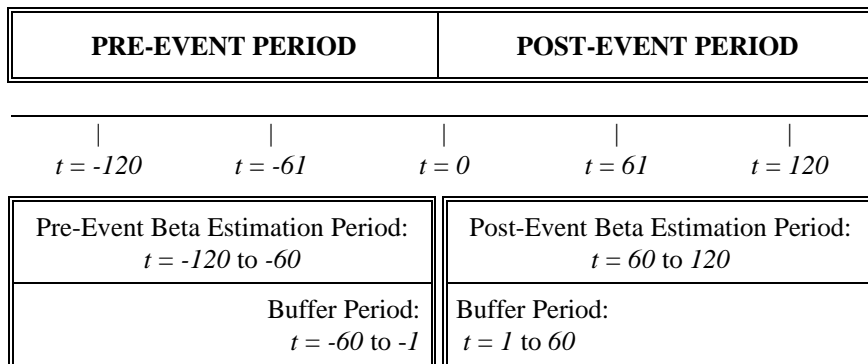 PRE-EVENT PERIOD POST-EVENT PERIOD
| | | | |
t = -120 t = -61 t = 0 t = 61 t = 120
Pre-Event Beta Estimation Period:
t = -120 to -60
Post-Event Beta Estimation Period:
t = 60 to 120
Buffer Period:
t = -60 to -1
Buffer Period:
t = 1 to 60